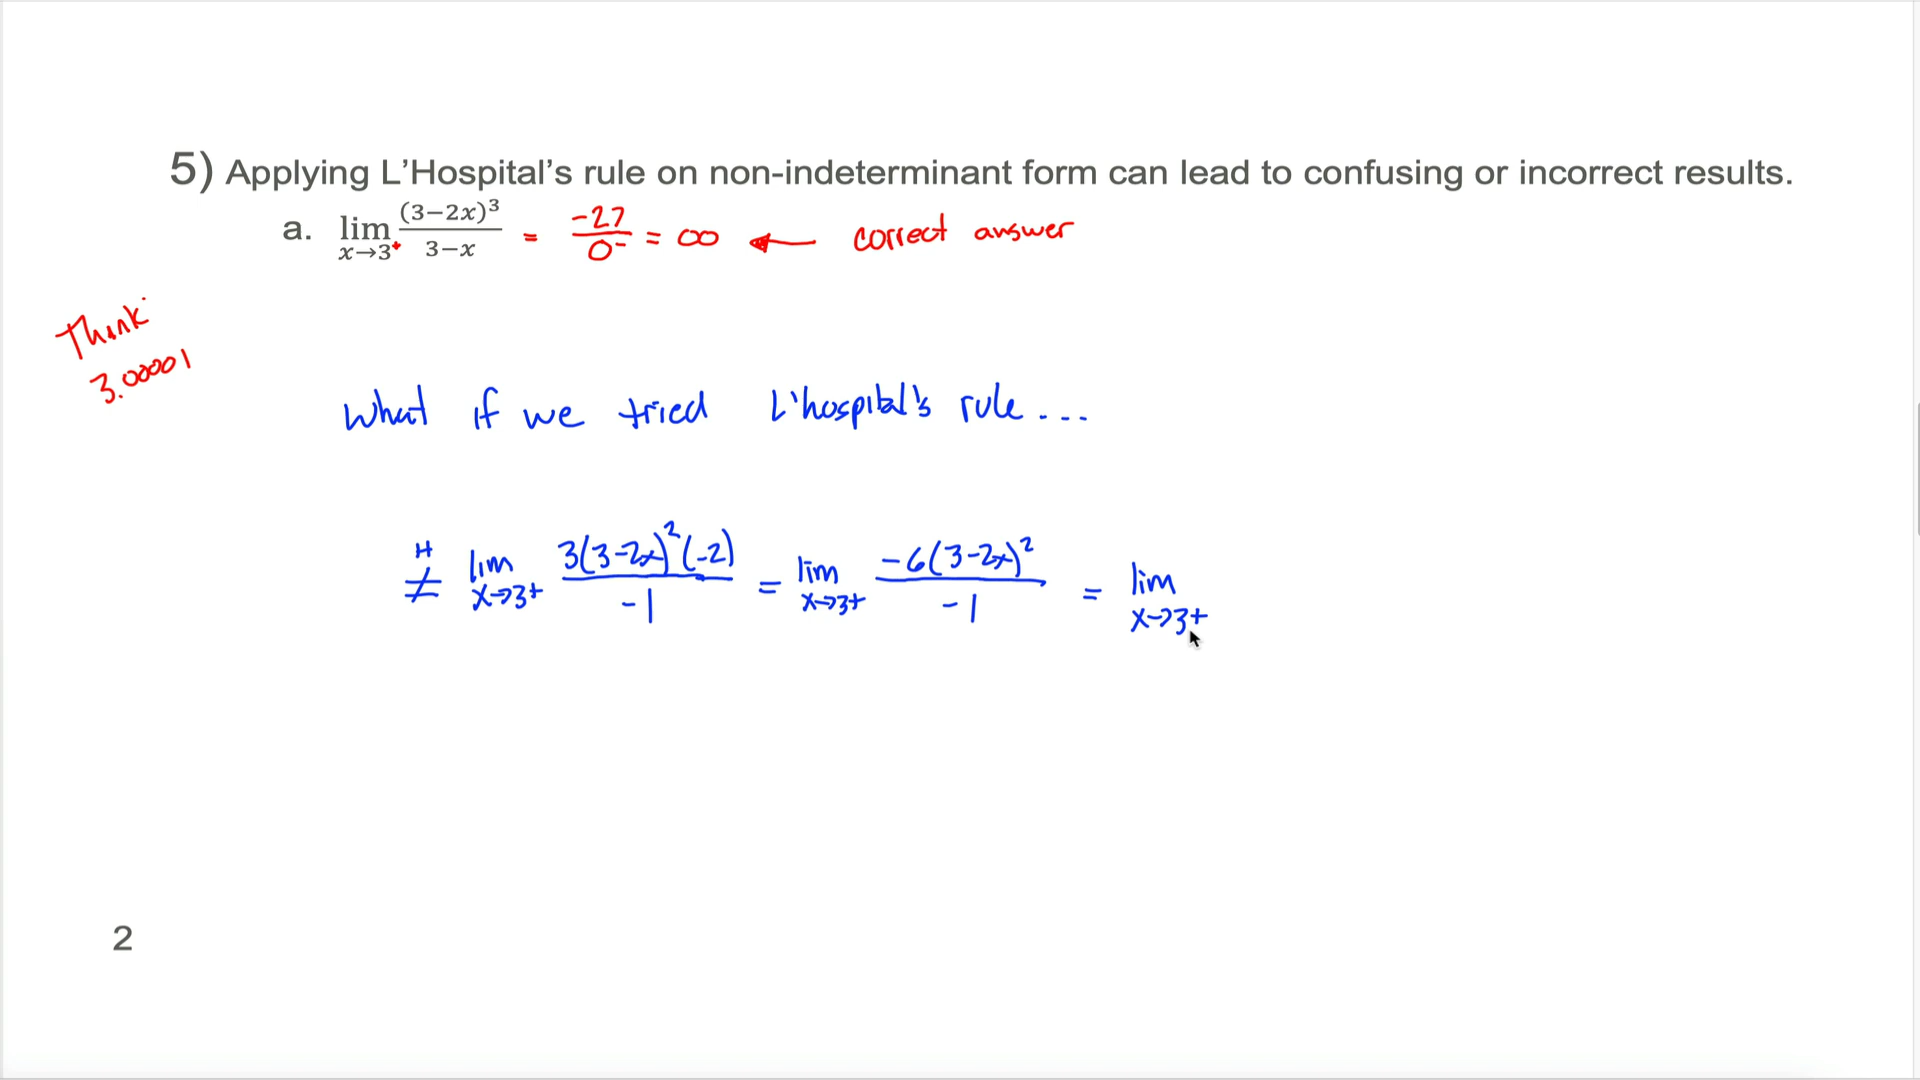 5) Applying L'Hospital's rule on non-indeterminant form can lead to confusing or incorrect results.
a. lim x→3⁺ (3−2x)³/(3−x) = -27/0⁻ = ∞ ← correct answer
Think
3.00001
What if we tried L'hospital's rule...
H
≠ lim x→3+ 3(3-2x)²(-2)/-1 = lim x→3+ -6(3-2x)²/-1 = lim x→3+
2